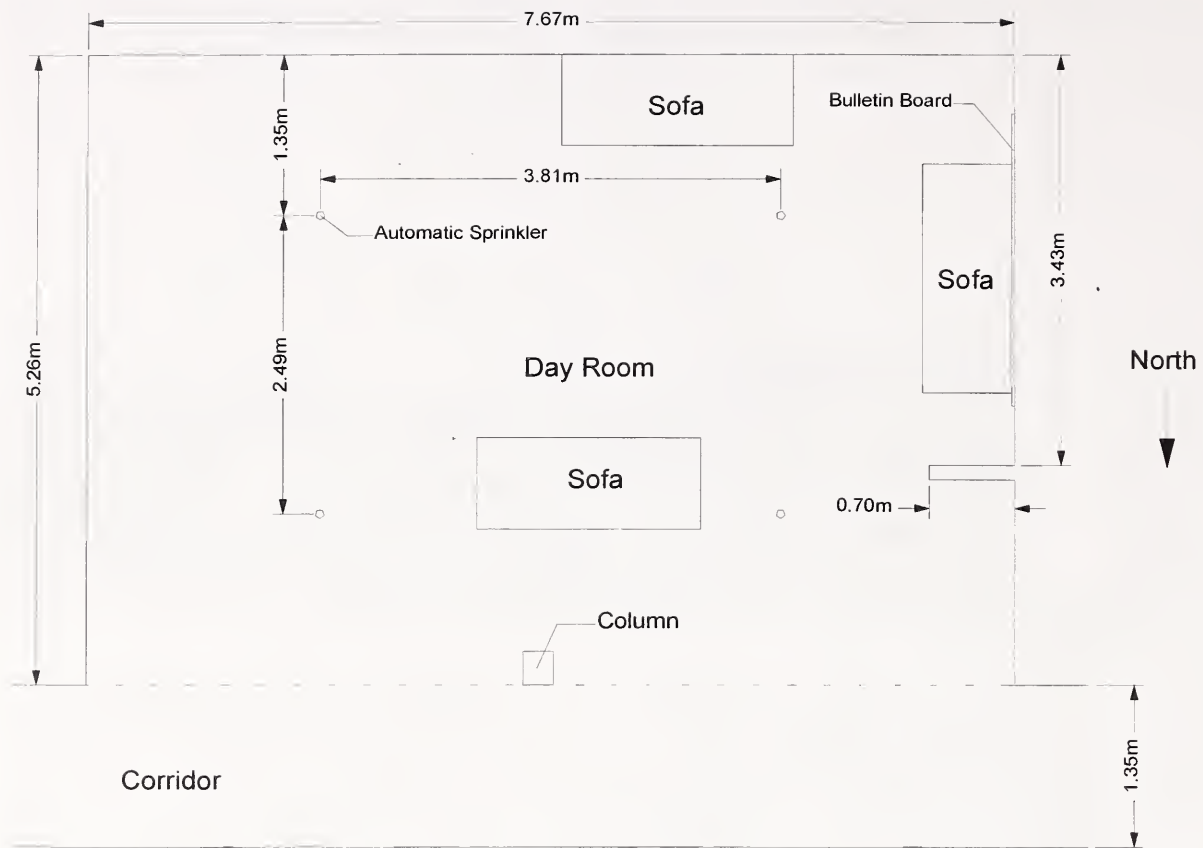 7.67m
Sofa
Bulletin Board
1.35m
3.81m
Automatic Sprinkler
Sofa
3.43m
5.26m
2.49m
Day Room
North
Sofa
0.70m
Column
Corridor
1.35m